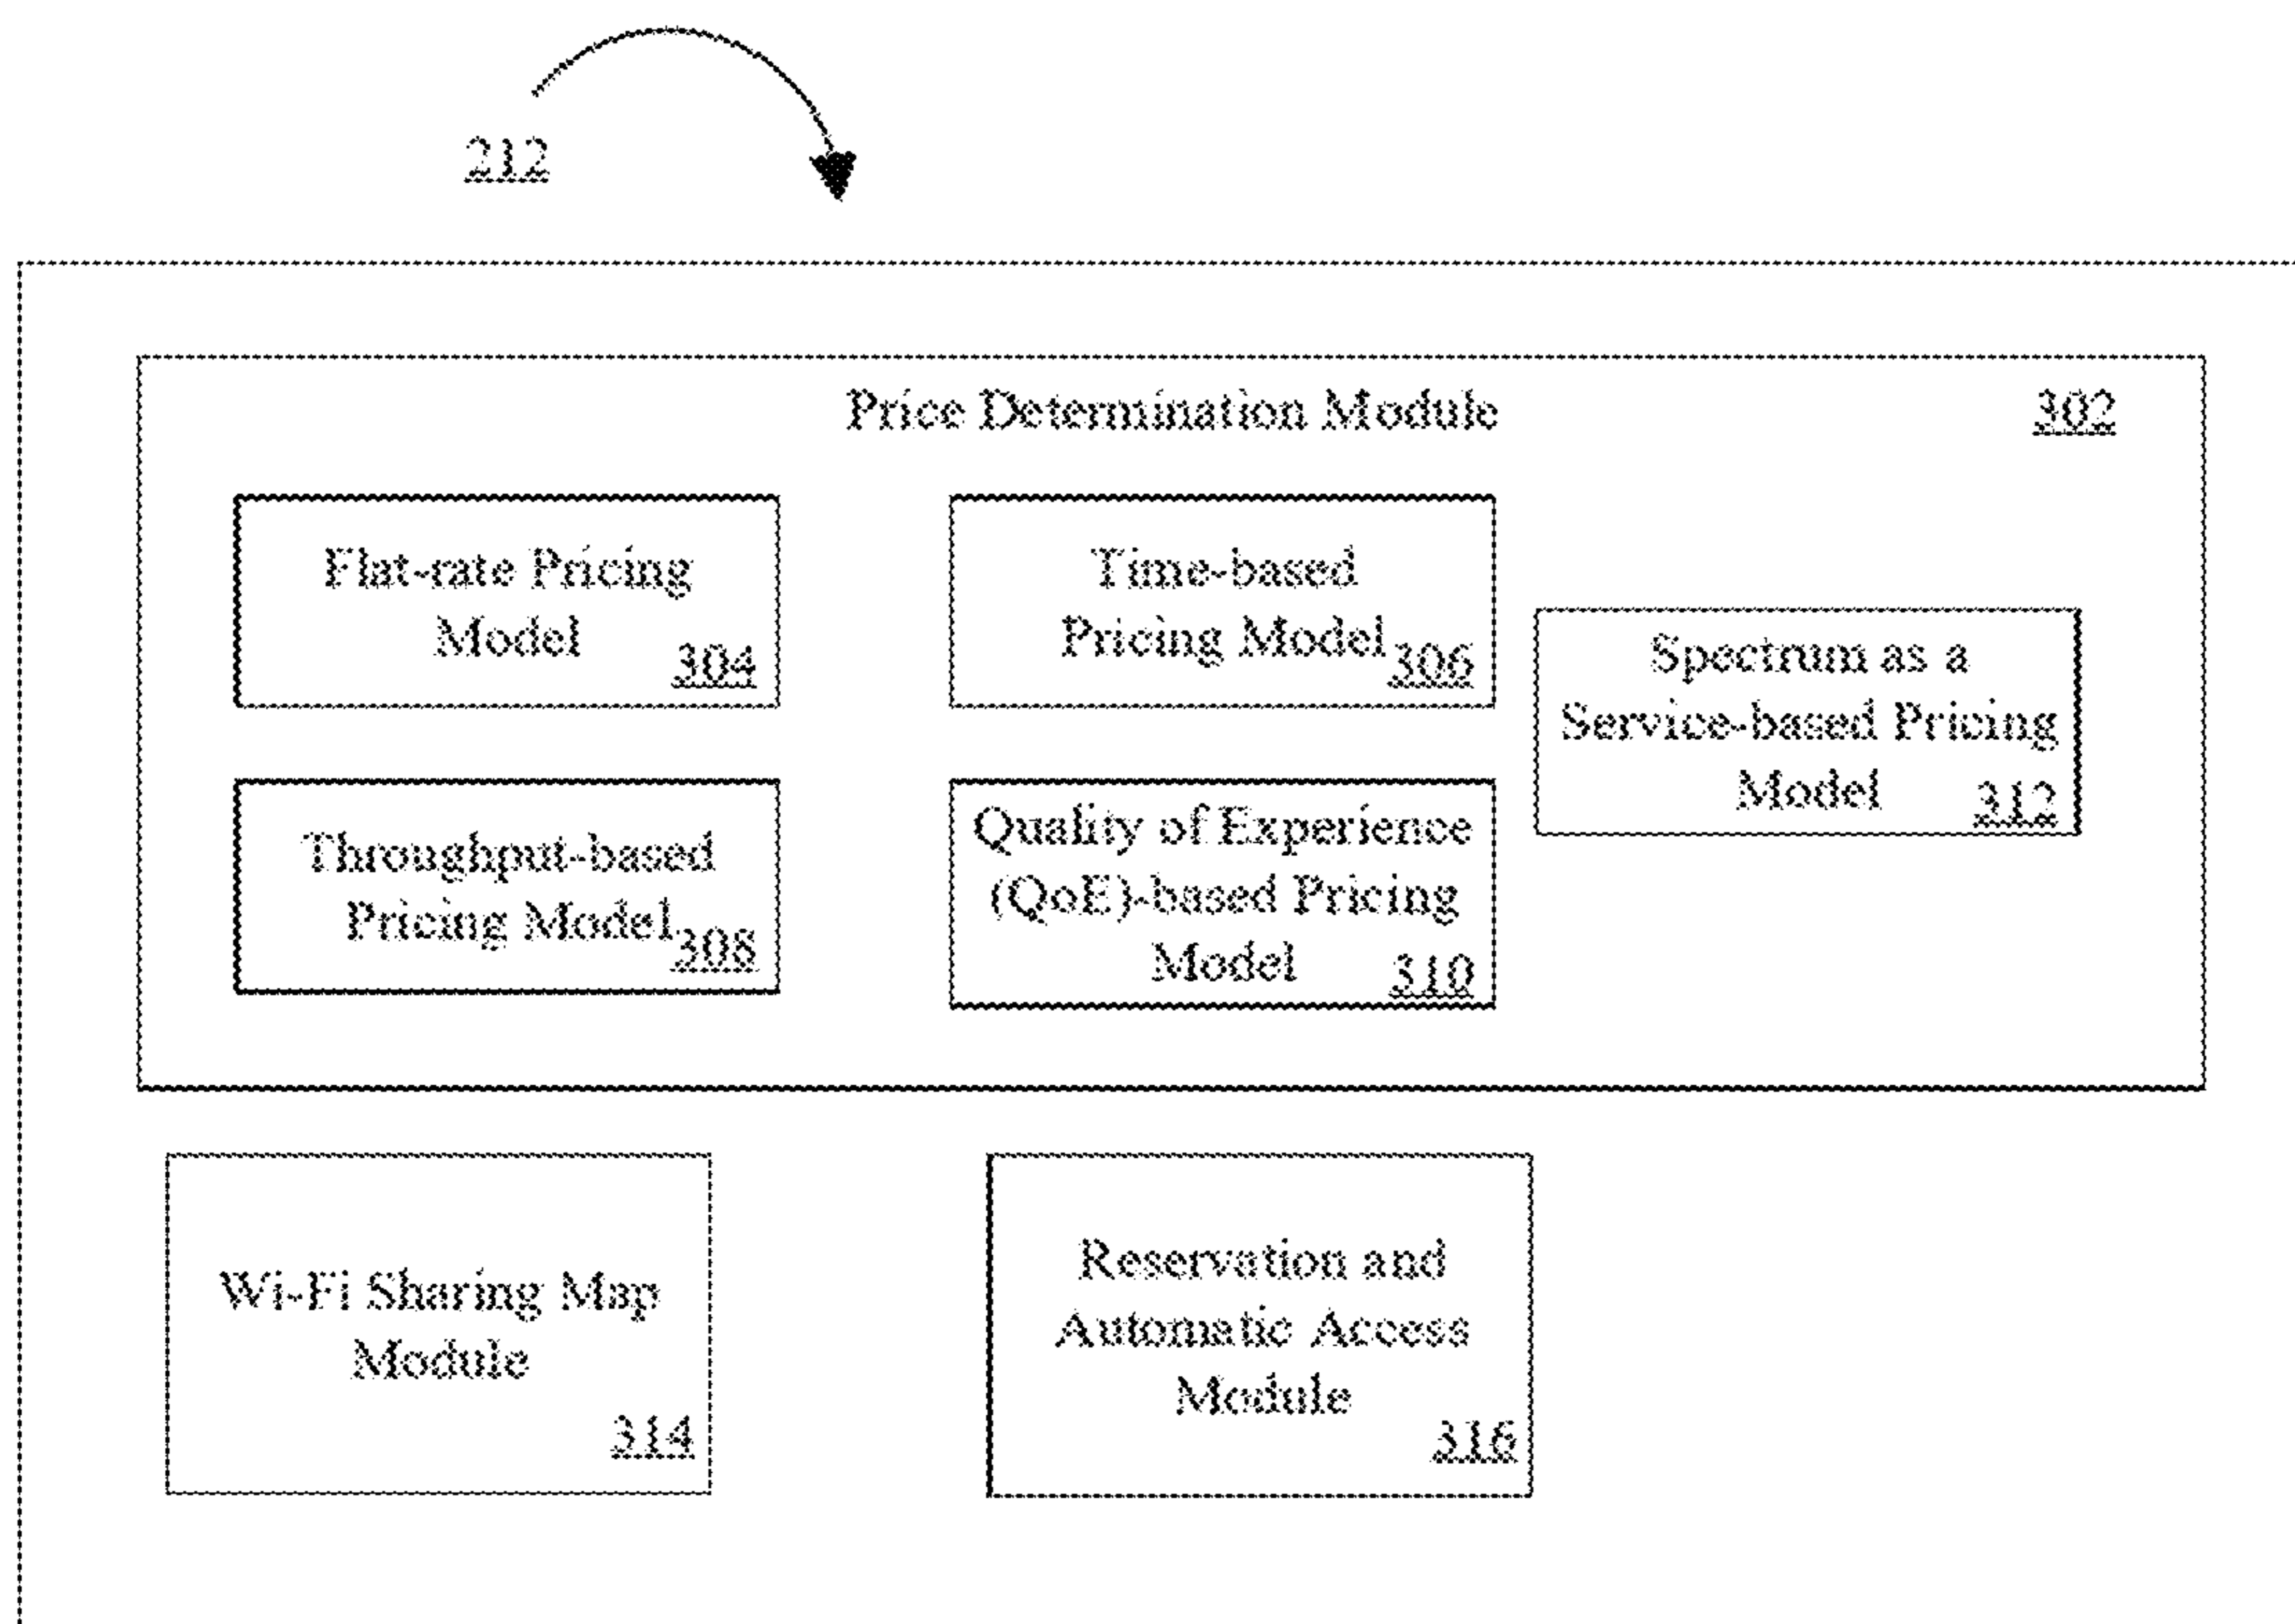 212
Price Determination Module 302
Flat-rate Pricing
Model 304
Time-based
Pricing Model 306
Spectrum as a
Service-based Pricing
Model 312
Throughput-based
Pricing Model 308
Quality of Experience
(QoE)-based Pricing
Model 310
Wi-Fi Sharing Map
Module
314
Reservation and
Automatic Access
Module
316